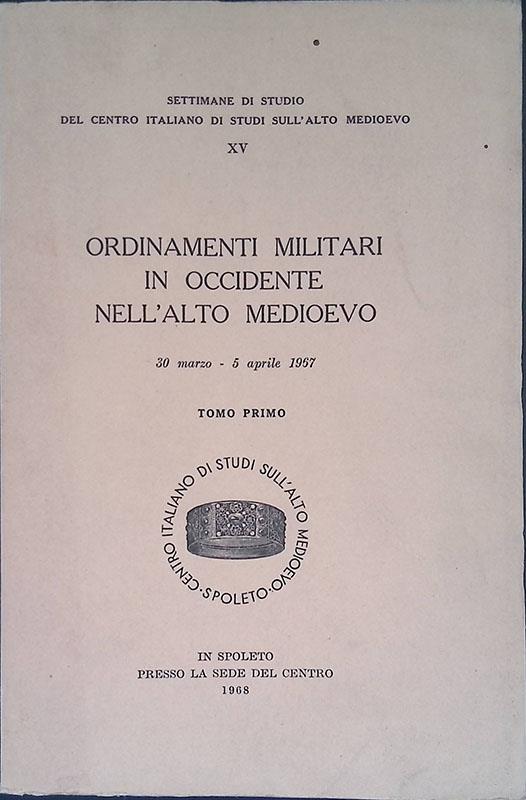 SETTIMANE DI STUDIO
DEL CENTRO ITALIANO DI STUDI SULL'ALTO MEDIOEVO
XV
ORDINAMENTI MILITARI
IN OCCIDENTE
NELL'ALTO MEDIOEVO
30 marzo - 5 aprile 1967
TOMO PRIMO
CENTRO ITALIANO DI STUDI SULL'ALTO MEDIOEVO · SPOLETO ·
IN SPOLETO
PRESSO LA SEDE DEL CENTRO
1968